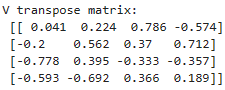 V transpose matrix:
[[ 0.041 0.224 0.786 -0.574]
[-0.2 0.562 0.37 0.712]
[-0.778 0.395 -0.333 -0.357]
[-0.593 -0.692 0.366 0.189]]